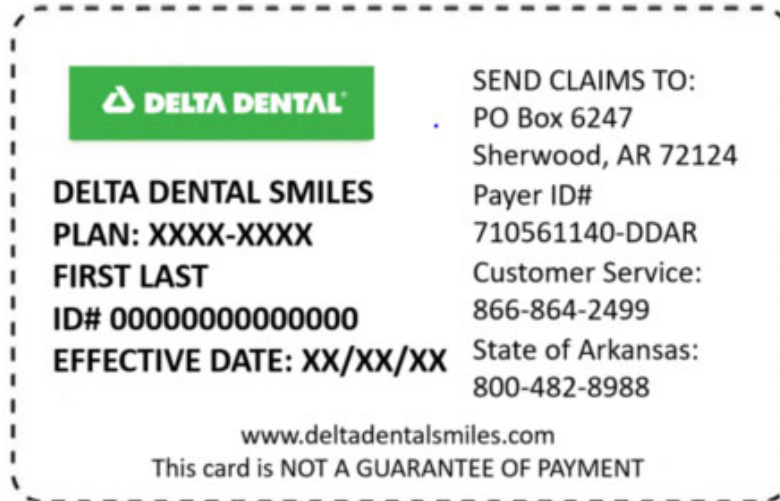 DELTA DENTAL®
DELTA DENTAL SMILES
PLAN: XXXX-XXXX
FIRST LAST
ID# 00000000000000
EFFECTIVE DATE: XX/XX/XX
SEND CLAIMS TO:
PO Box 6247
Sherwood, AR 72124
Payer ID#
710561140-DDAR
Customer Service:
866-864-2499
State of Arkansas:
800-482-8988
www.deltadentalsmiles.com
This card is NOT A GUARANTEE OF PAYMENT